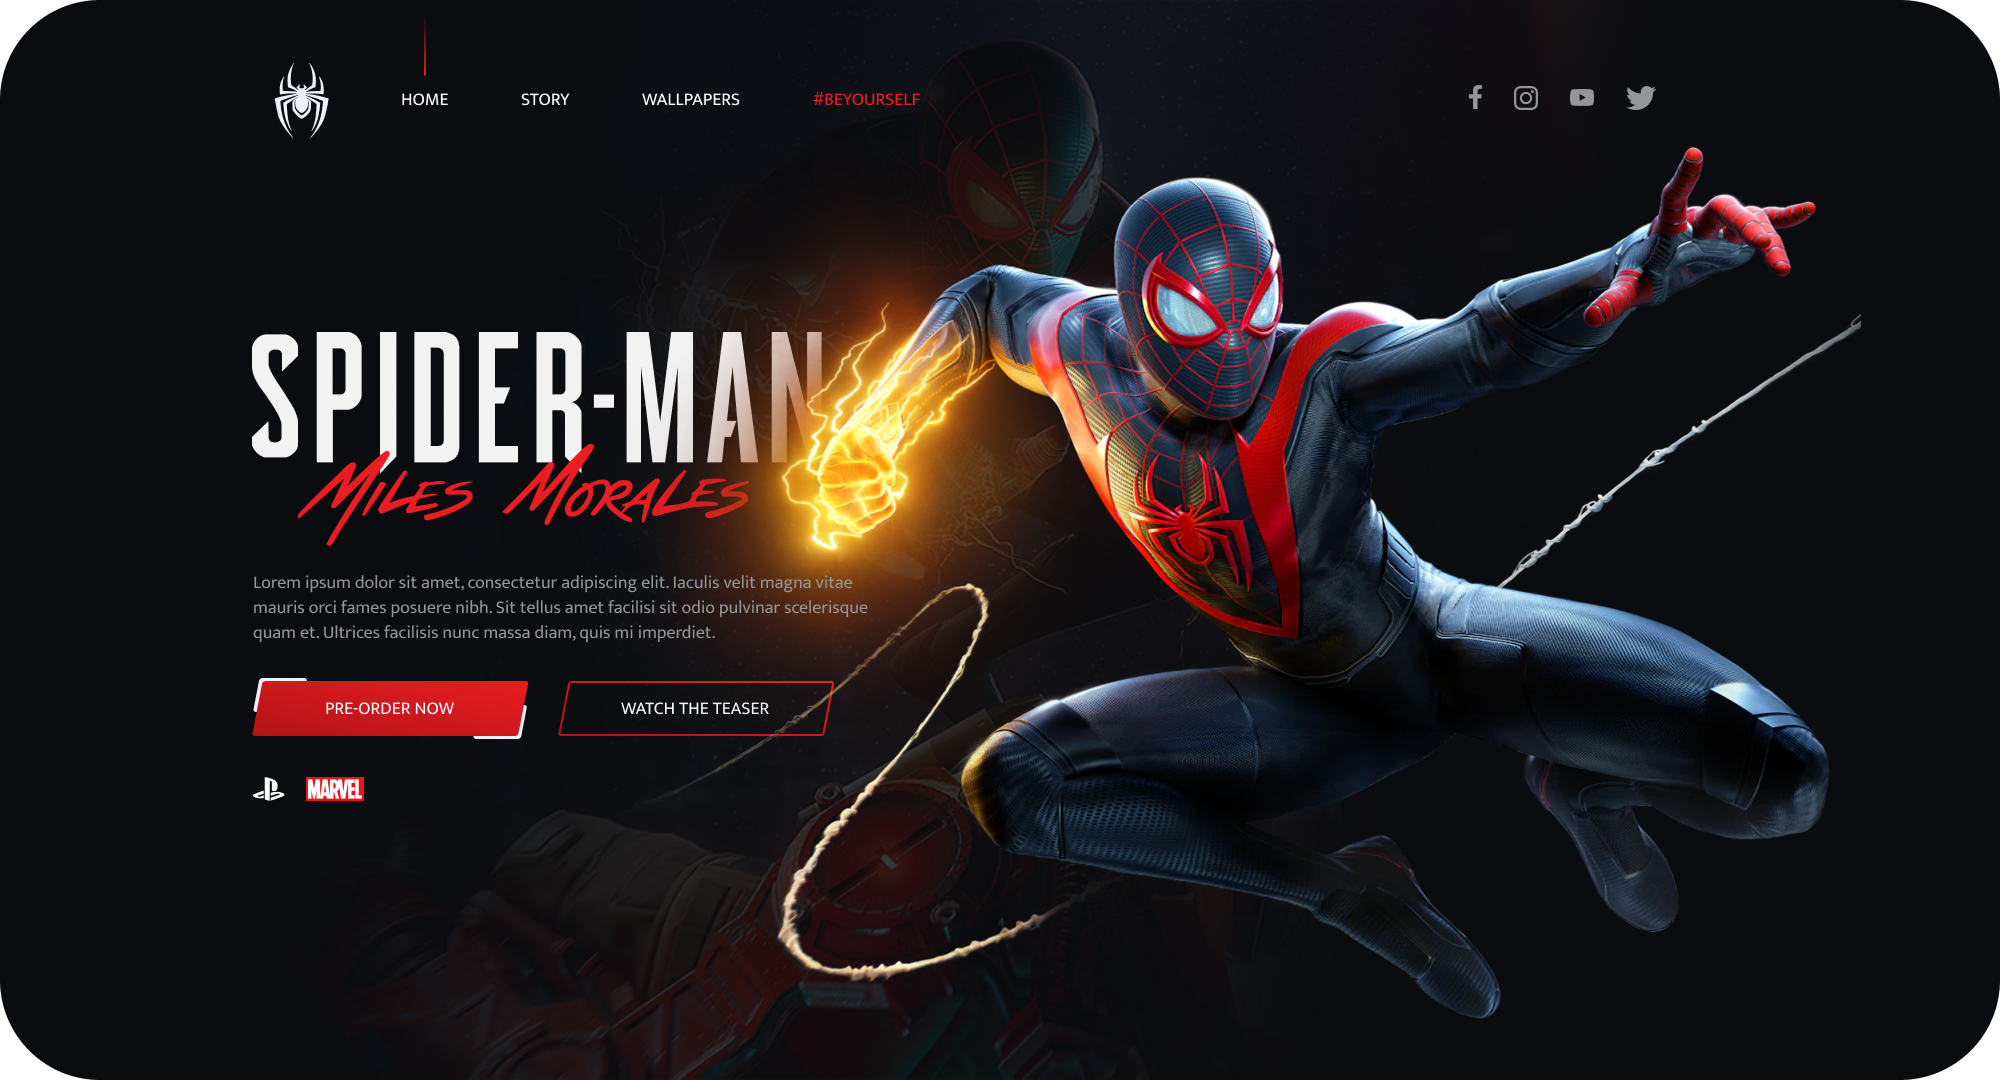 HOME
STORY
WALLPAPERS
#BEYOURSELF
SPIDER-MAN
MILES MORALES
Lorem ipsum dolor sit amet, consectetur adipiscing elit. Iaculis velit magna vitae
mauris orci fames posuere nibh. Sit tellus amet facilisi sit odio pulvinar scelerisque
quam et. Ultrices facilisis nunc massa diam, quis mi imperdiet.
PRE-ORDER NOW
WATCH THE TEASER
MARVEL